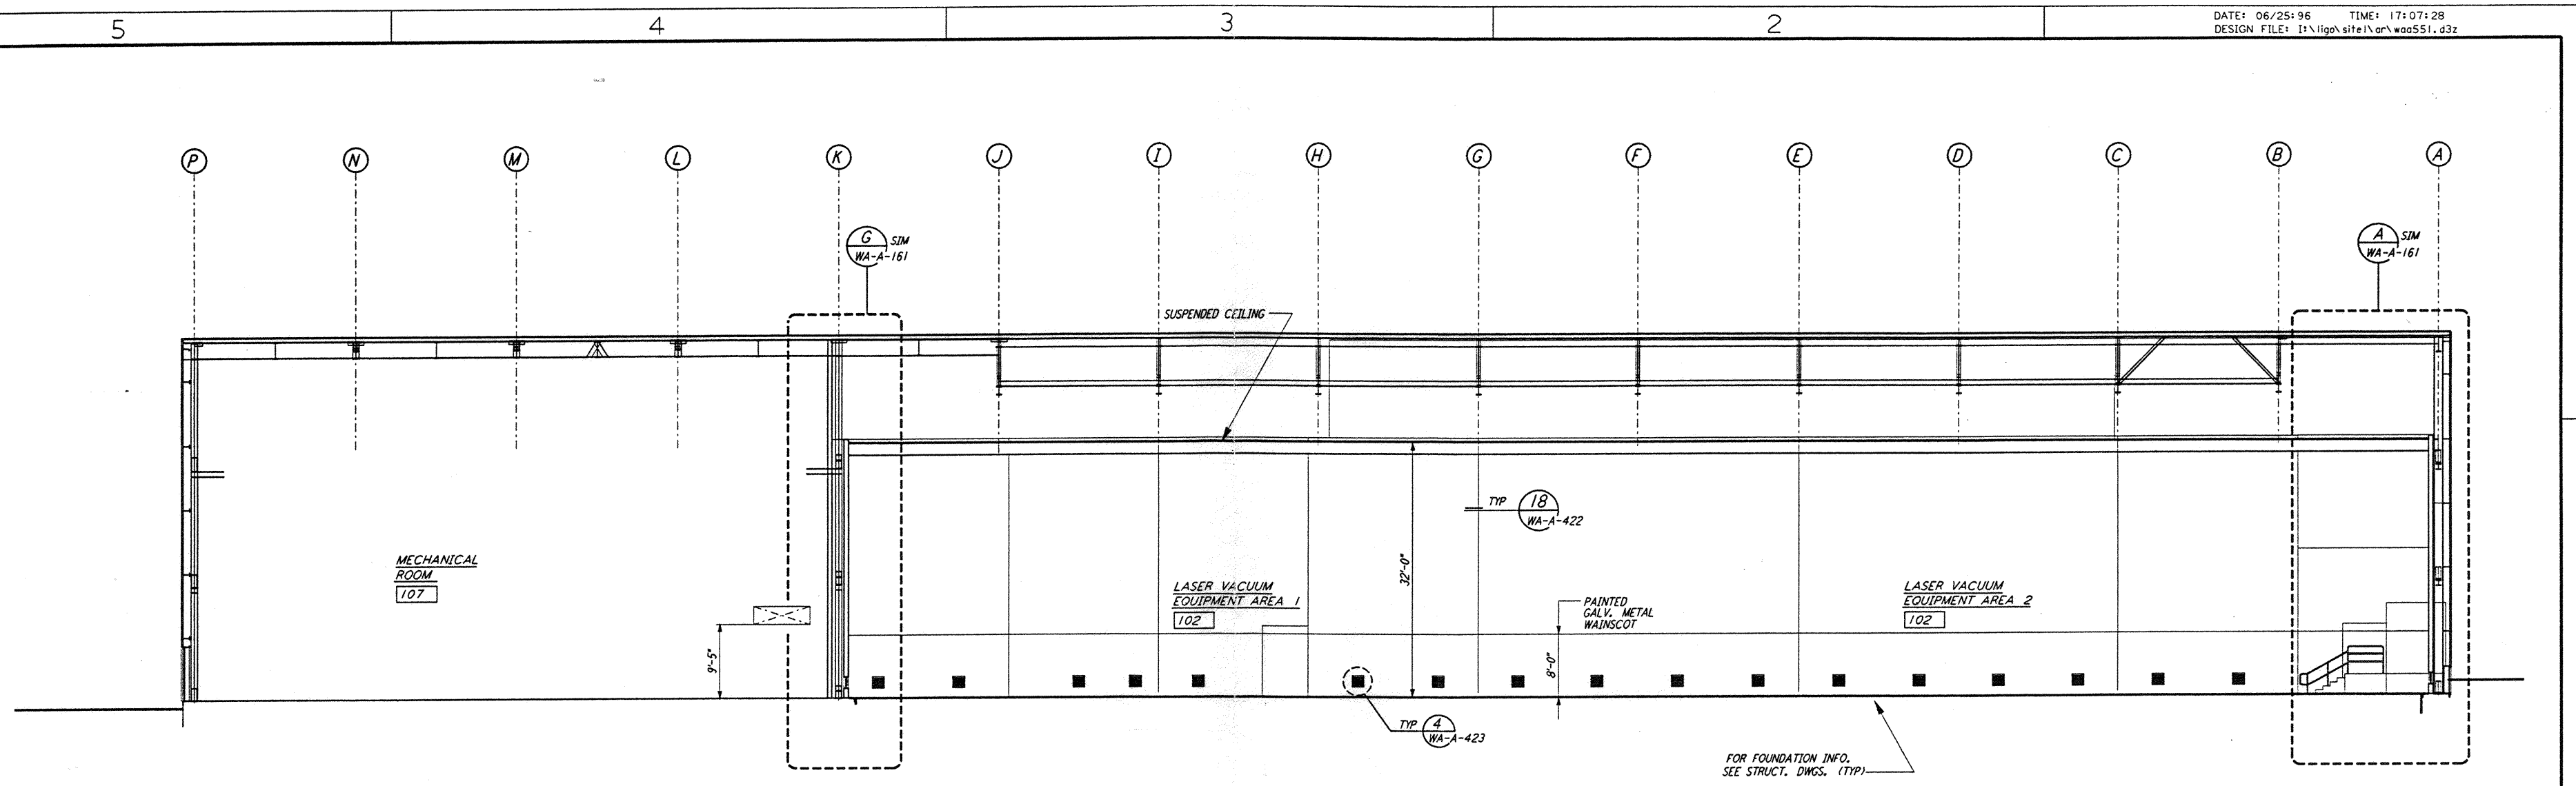 5
4
3
2
DATE: 06/25:96 TIME: 17:07:28
DESIGN FILE: I:\ligo\site1\ar\waa551.d3z
P
N
M
L
K
J
I
H
G
F
E
D
C
B
A
G SIM
WA-A-161
A SIM
WA-A-161
SUSPENDED CEILING
TYP 18
WA-A-422
MECHANICAL
ROOM
107
9'-5"
LASER VACUUM
EQUIPMENT AREA 1
102
32'-0"
PAINTED
GALV. METAL
WAINSCOT
8'-0"
LASER VACUUM
EQUIPMENT AREA 2
102
TYP 4
WA-A-423
FOR FOUNDATION INFO.
SEE STRUCT. DWGS. (TYP)